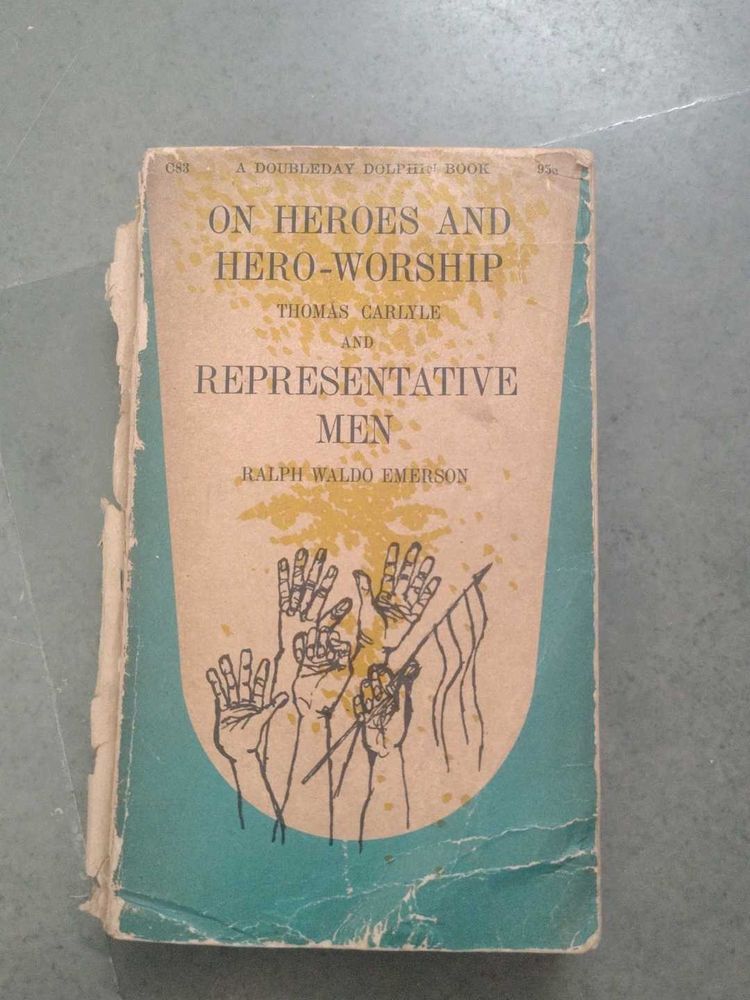 C83 A DOUBLEDAY DOLPHIN BOOK 95¢
ON HEROES AND
HERO-WORSHIP
THOMAS CARLYLE
AND
REPRESENTATIVE
MEN
RALPH WALDO EMERSON